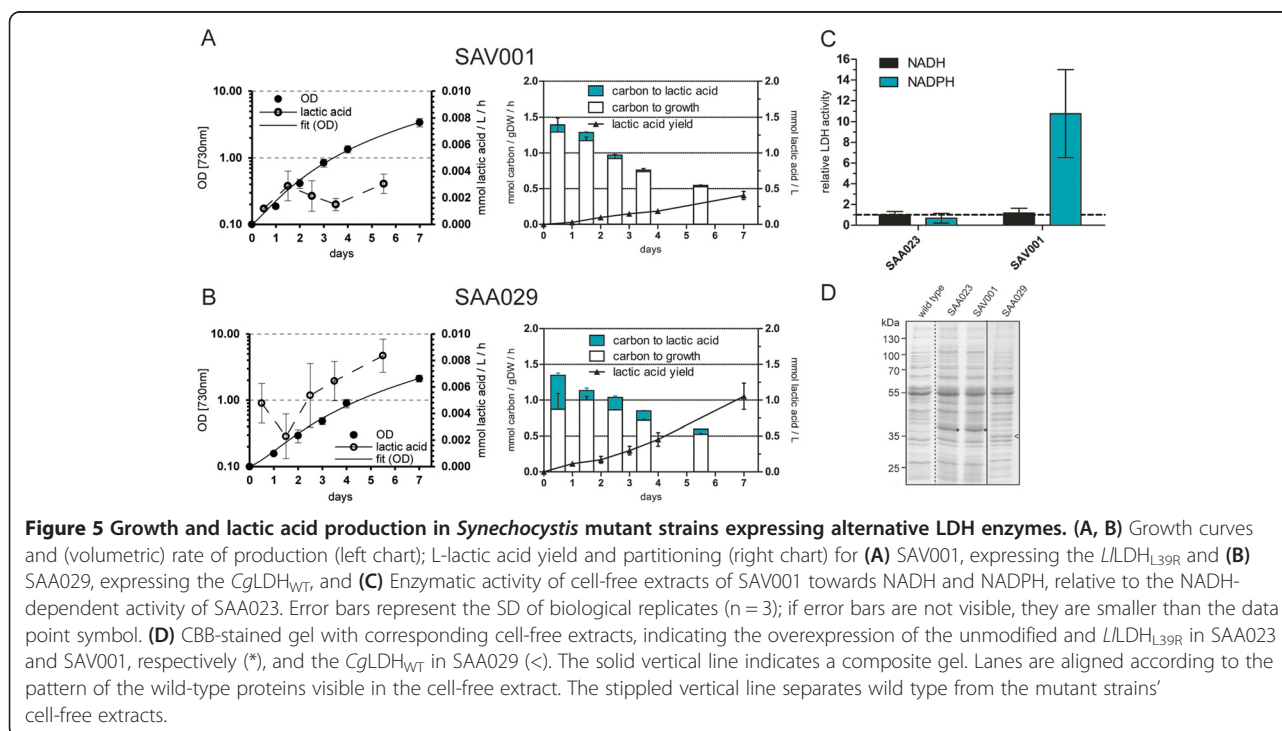 A
SAV001
OD
lactic acid
fit (OD)
OD [730nm]
10.00
1.00
0.10
0.010
0.008
0.006
0.004
0.002
0.000
mmol lactic acid / L / h
0 1 2 3 4 5 6 7
days
carbon to lactic acid
carbon to growth
lactic acid yield
mmol carbon / gDW / h
2.0
1.5
1.0
0.5
0.0
2.0
1.5
1.0
0.5
0.0
mmol lactic acid / L
0 1 2 3 4 5 6 7
days
B
SAA029
OD
lactic acid
fit (OD)
OD [730nm]
10.00
1.00
0.10
0.010
0.008
0.006
0.004
0.002
0.000
mmol lactic acid / L / h
0 1 2 3 4 5 6 7
days
carbon to lactic acid
carbon to growth
lactic acid yield
mmol carbon / gDW / h
2.0
1.5
1.0
0.5
0.0
2.0
1.5
1.0
0.5
0.0
mmol lactic acid / L
0 1 2 3 4 5 6 7
days
C
NADH
NADPH
relative LDH activity
16
14
12
10
8
6
4
2
0
SAA023
SAV001
D
wild type
SAA023
SAV001
SAA029
kDa
130
100
70
55
35
25
*
*
<
Figure 5 Growth and lactic acid production in Synechocystis mutant strains expressing alternative LDH enzymes. (A, B) Growth curves
and (volumetric) rate of production (left chart); L-lactic acid yield and partitioning (right chart) for (A) SAV001, expressing the LlLDHL39R and (B)
SAA029, expressing the CgLDHWT, and (C) Enzymatic activity of cell-free extracts of SAV001 towards NADH and NADPH, relative to the NADH-
dependent activity of SAA023. Error bars represent the SD of biological replicates (n = 3); if error bars are not visible, they are smaller than the data
point symbol. (D) CBB-stained gel with corresponding cell-free extracts, indicating the overexpression of the unmodified and LlLDHL39R in SAA023
and SAV001, respectively (*), and the CgLDHWT in SAA029 (<). The solid vertical line indicates a composite gel. Lanes are aligned according to the
pattern of the wild-type proteins visible in the cell-free extract. The stippled vertical line separates wild type from the mutant strains'
cell-free extracts.